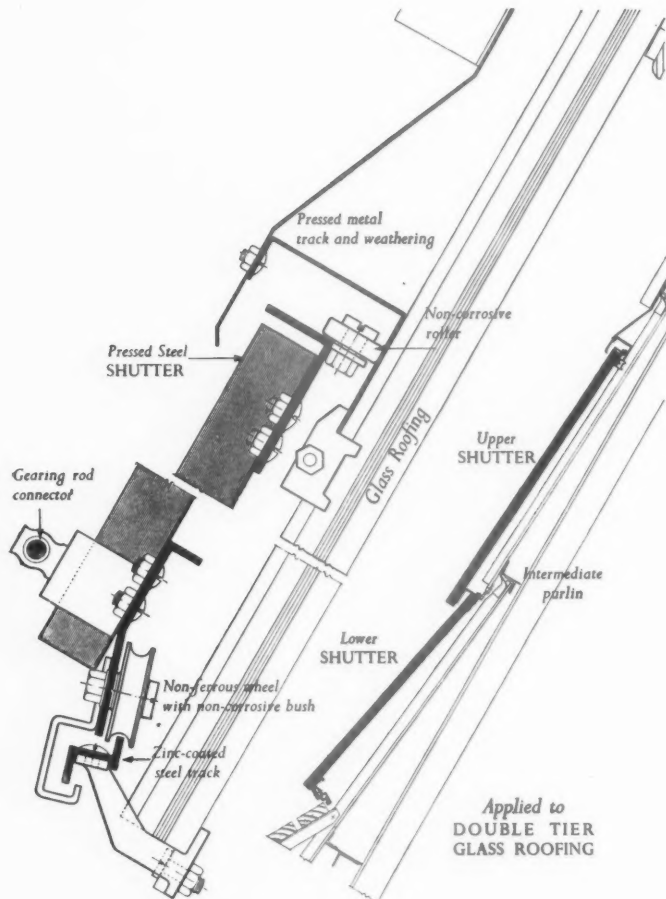 Pressed metal
track and weathering
Non-corrosive
roller
Pressed Steel
SHUTTER
Glass Roofing
Upper
SHUTTER
Gearing rod
connector
Intermediate
purlin
Lower
SHUTTER
Non-ferrous wheel
with non-corrosive bush
Zinc-coated
steel track
Applied to
DOUBLE TIER
GLASS ROOFING